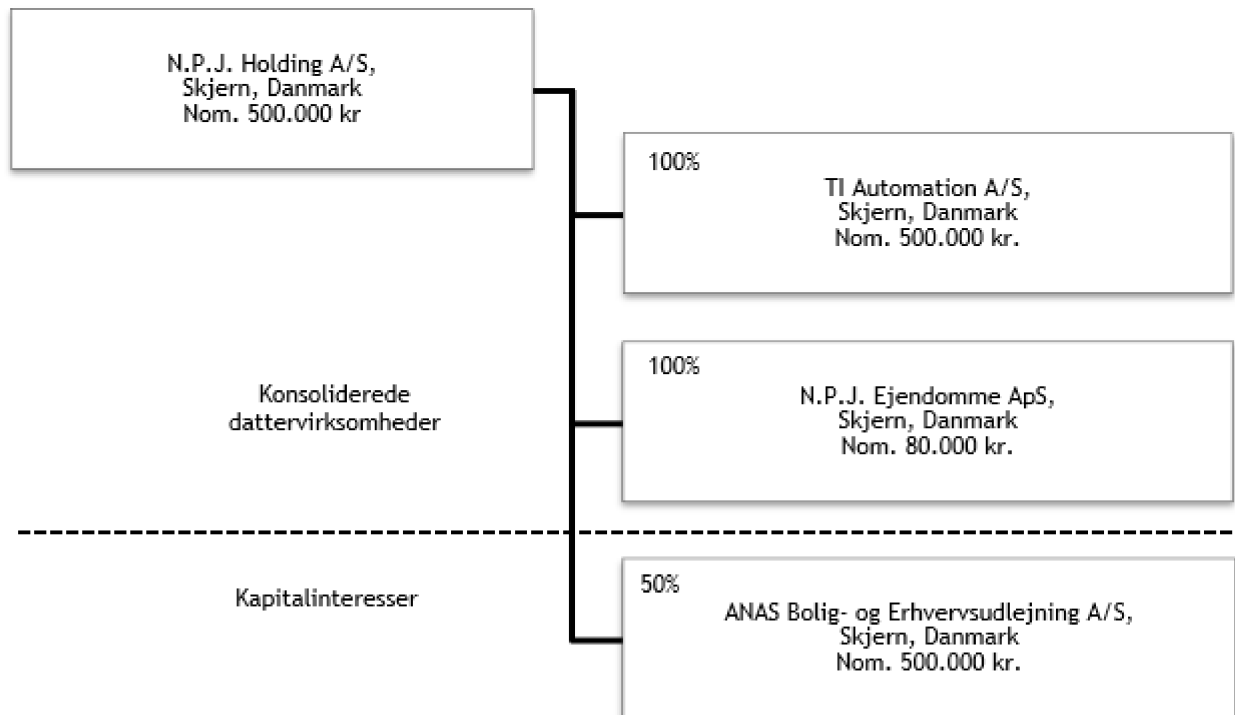 N.P.J. Holding A/S,
Skjern, Danmark
Nom. 500.000 kr
100%
TI Automation A/S,
Skjern, Danmark
Nom. 500.000 kr.
100%
N.P.J. Ejendomme ApS,
Skjern, Danmark
Nom. 80.000 kr.
Konsoliderede
dattervirksomheder
Kapitalinteresser
50%
ANAS Bolig- og Erhvervsudlejning A/S,
Skjern, Danmark
Nom. 500.000 kr.